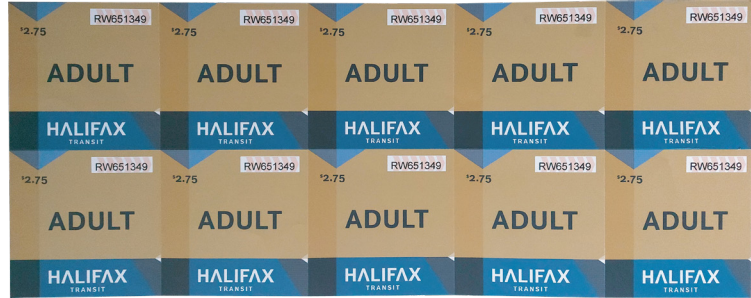 RW651349 RW651349 RW651349 RW651349 RW651349
$2.75 $2.75 $2.75 $2.75 $2.75
ADULT ADULT ADULT ADULT ADULT
HALIFAX HALIFAX HALIFAX HALIFAX HALIFAX
TRANSIT TRANSIT TRANSIT TRANSIT TRANSIT
RW651349 RW651349 RW651349 RW651349 RW651349
$2.75 $2.75 $2.75 $2.75 $2.75
ADULT ADULT ADULT ADULT ADULT
HALIFAX HALIFAX HALIFAX HALIFAX HALIFAX
TRANSIT TRANSIT TRANSIT TRANSIT TRANSIT